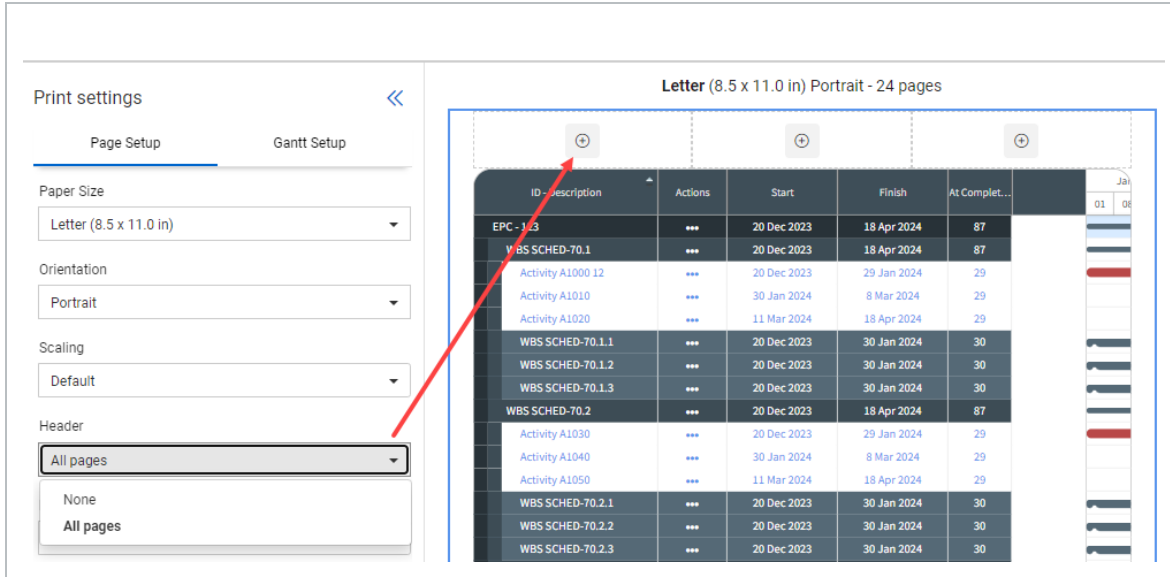 Print settings
Page Setup Gantt Setup
Paper Size
Letter (8.5 x 11.0 in)
Orientation
Portrait
Scaling
Default
Header
All pages
None
All pages
Letter (8.5 x 11.0 in) Portrait - 24 pages
ID - Description Actions Start Finish At Complet...
01
EPC - 123 ••• 20 Dec 2023 18 Apr 2024 87
WBS SCHED-70.1 ••• 20 Dec 2023 18 Apr 2024 87
Activity A1000 12 ••• 20 Dec 2023 29 Jan 2024 29
Activity A1010 ••• 30 Jan 2024 8 Mar 2024 29
Activity A1020 ••• 11 Mar 2024 18 Apr 2024 29
WBS SCHED-70.1.1 ••• 20 Dec 2023 30 Jan 2024 30
WBS SCHED-70.1.2 ••• 20 Dec 2023 30 Jan 2024 30
WBS SCHED-70.1.3 ••• 20 Dec 2023 30 Jan 2024 30
WBS SCHED-70.2 ••• 20 Dec 2023 18 Apr 2024 87
Activity A1030 ••• 20 Dec 2023 29 Jan 2024 29
Activity A1040 ••• 30 Jan 2024 8 Mar 2024 29
Activity A1050 ••• 11 Mar 2024 18 Apr 2024 29
WBS SCHED-70.2.1 ••• 20 Dec 2023 30 Jan 2024 30
WBS SCHED-70.2.2 ••• 20 Dec 2023 30 Jan 2024 30
WBS SCHED-70.2.3 ••• 20 Dec 2023 30 Jan 2024 30